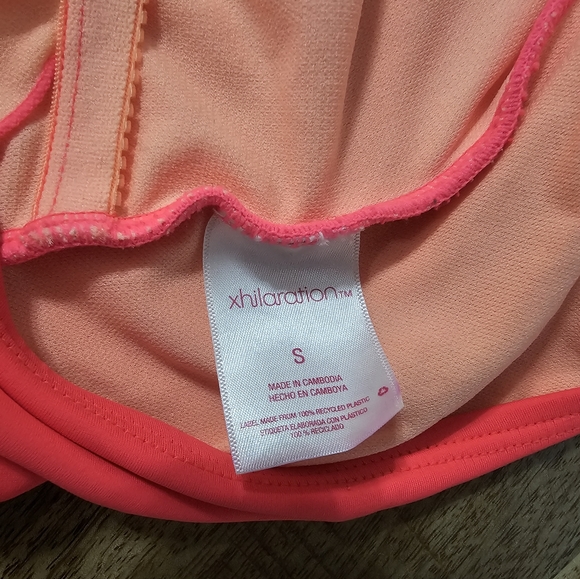 xhilaration™
S
MADE IN CAMBODIA
HECHO EN CAMBOYA
LABEL MADE FROM 100% RECYCLED PLASTIC
ETIQUETA ELABORADA CON PLÁSTICO
100 % RECICLADO